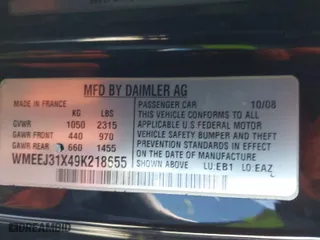 MFD BY DAIMLER AG
MADE IN FRANCE
KG LBS
GVWR 1050 2315
GAWR FRONT 440 970
GAWR REAR 660 1455
WMEEJ31X49K218655
PASSENGER CAR 10/08
THIS VEHICLE CONFORMS TO ALL
APPLICABLE U.S FEDERAL MOTOR
VEHICLE SAFETY BUMPER AND THEFT
PREVENTION STANDARDS IN EFFECT
ON THE DATE OF MANUFACTURE
SHOWN ABOVE LU:EB1 LO:EAZ
DREAMBID